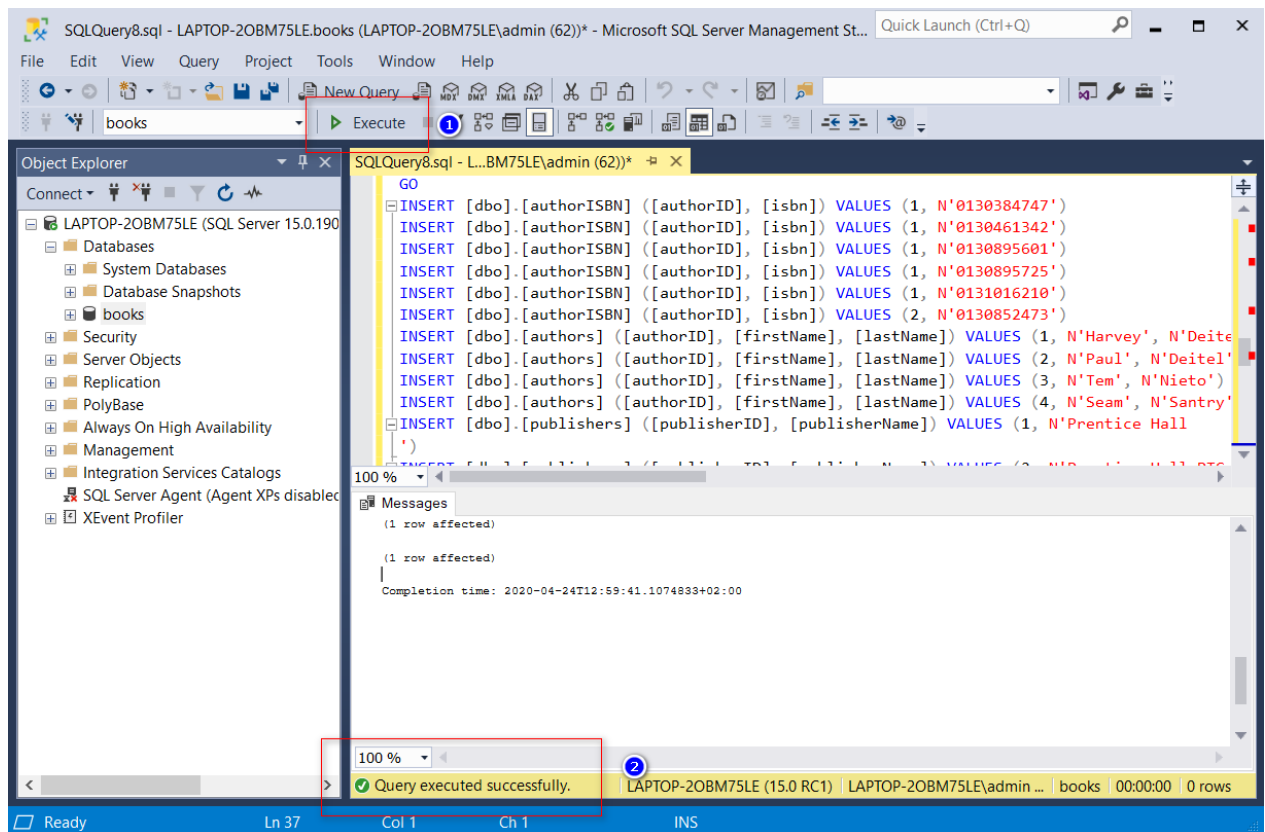 SQLQuery8.sql - LAPTOP-2OBM75LE.books (LAPTOP-2OBM75LE\admin (62))* - Microsoft SQL Server Management St...
Quick Launch (Ctrl+Q)
File Edit View Query Project Tools Window Help
New Query MDX DMX XMLA DAX
books
Execute
1
Object Explorer
SQLQuery8.sql - L...BM75LE\admin (62))*
Connect
LAPTOP-2OBM75LE (SQL Server 15.0.190
Databases
System Databases
Database Snapshots
books
Security
Server Objects
Replication
PolyBase
Always On High Availability
Management
Integration Services Catalogs
SQL Server Agent (Agent XPs disabled
XEvent Profiler
GO
INSERT [dbo].[authorISBN] ([authorID], [isbn]) VALUES (1, N'0130384747')
INSERT [dbo].[authorISBN] ([authorID], [isbn]) VALUES (1, N'0130461342')
INSERT [dbo].[authorISBN] ([authorID], [isbn]) VALUES (1, N'0130895601')
INSERT [dbo].[authorISBN] ([authorID], [isbn]) VALUES (1, N'0130895725')
INSERT [dbo].[authorISBN] ([authorID], [isbn]) VALUES (1, N'0131016210')
INSERT [dbo].[authorISBN] ([authorID], [isbn]) VALUES (2, N'0130852473')
INSERT [dbo].[authors] ([authorID], [firstName], [lastName]) VALUES (1, N'Harvey', N'Deite
INSERT [dbo].[authors] ([authorID], [firstName], [lastName]) VALUES (2, N'Paul', N'Deitel'
INSERT [dbo].[authors] ([authorID], [firstName], [lastName]) VALUES (3, N'Tem', N'Nieto')
INSERT [dbo].[authors] ([authorID], [firstName], [lastName]) VALUES (4, N'Seam', N'Santry'
INSERT [dbo].[publishers] ([publisherID], [publisherName]) VALUES (1, N'Prentice Hall
')
100 %
Messages
(1 row affected)
(1 row affected)
Completion time: 2020-04-24T12:59:41.1074833+02:00
100 %
2
Query executed successfully.
LAPTOP-2OBM75LE (15.0 RC1) LAPTOP-2OBM75LE\admin ... books 00:00:00 0 rows
Ready Ln 37 Col 1 Ch 1 INS